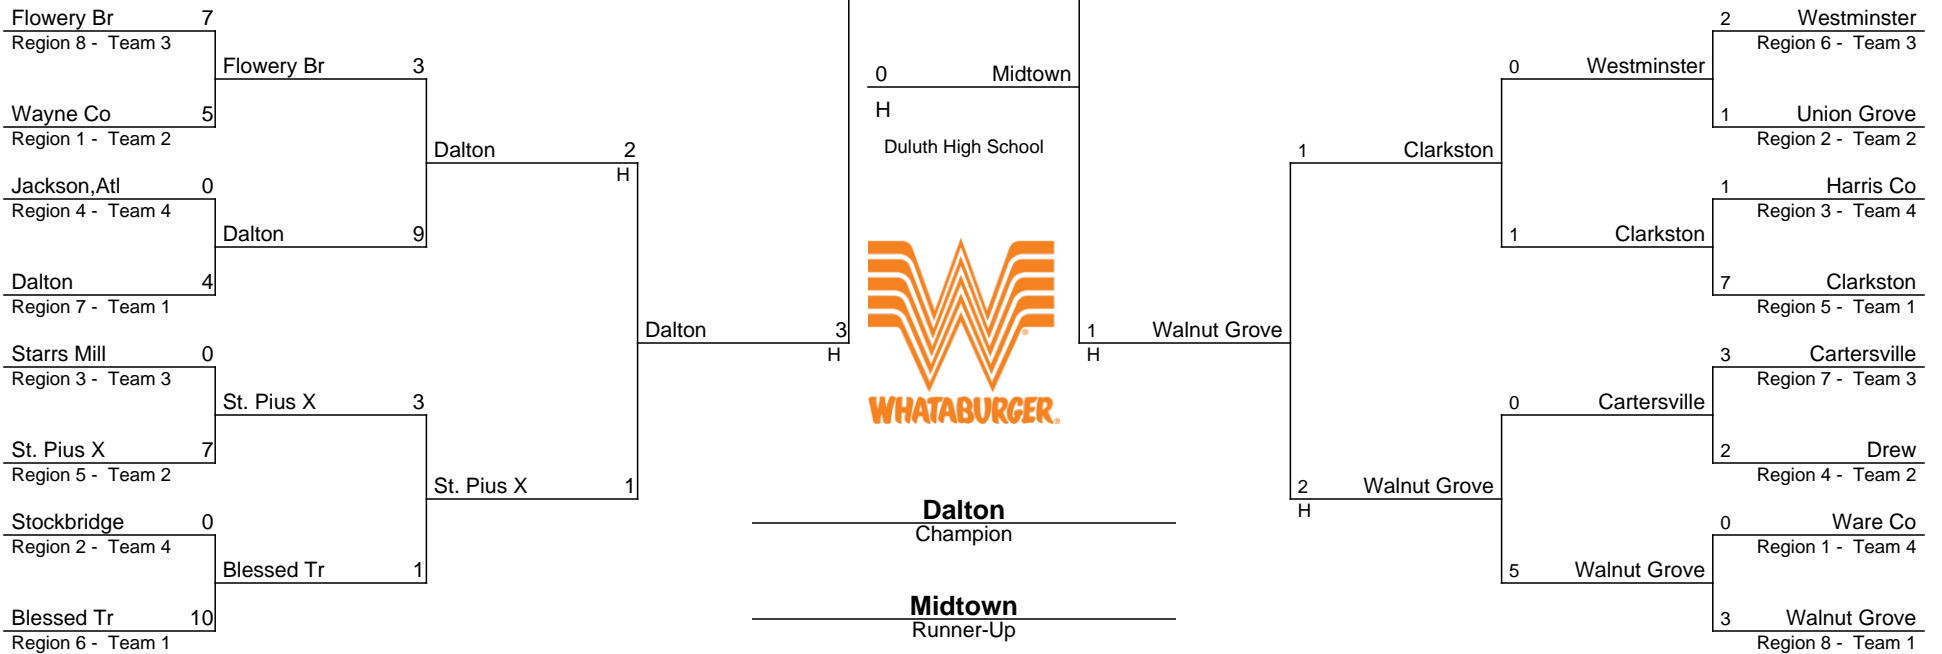 Flowery Br 7
Region 8 - Team 3
Flowery Br 3
Wayne Co 5
Region 1 - Team 2
Dalton 2
H
Jackson,Atl 0
Region 4 - Team 4
Dalton 9
Dalton 4
Region 7 - Team 1
Dalton 3
H
Starrs Mill 0
Region 3 - Team 3
St. Pius X 3
St. Pius X 7
Region 5 - Team 2
St. Pius X 1
Stockbridge 0
Region 2 - Team 4
Blessed Tr 1
Blessed Tr 10
Region 6 - Team 1
0 Midtown
H
Duluth High School
WHATABURGER
Dalton
Champion
Midtown
Runner-Up
2 Westminster
Region 6 - Team 3
0 Westminster
1 Union Grove
Region 2 - Team 2
1 Clarkston
1 Harris Co
Region 3 - Team 4
1 Clarkston
7 Clarkston
Region 5 - Team 1
1 Walnut Grove
H
3 Cartersville
Region 7 - Team 3
0 Cartersville
2 Drew
Region 4 - Team 2
2 Walnut Grove
H
0 Ware Co
Region 1 - Team 4
5 Walnut Grove
3 Walnut Grove
Region 8 - Team 1